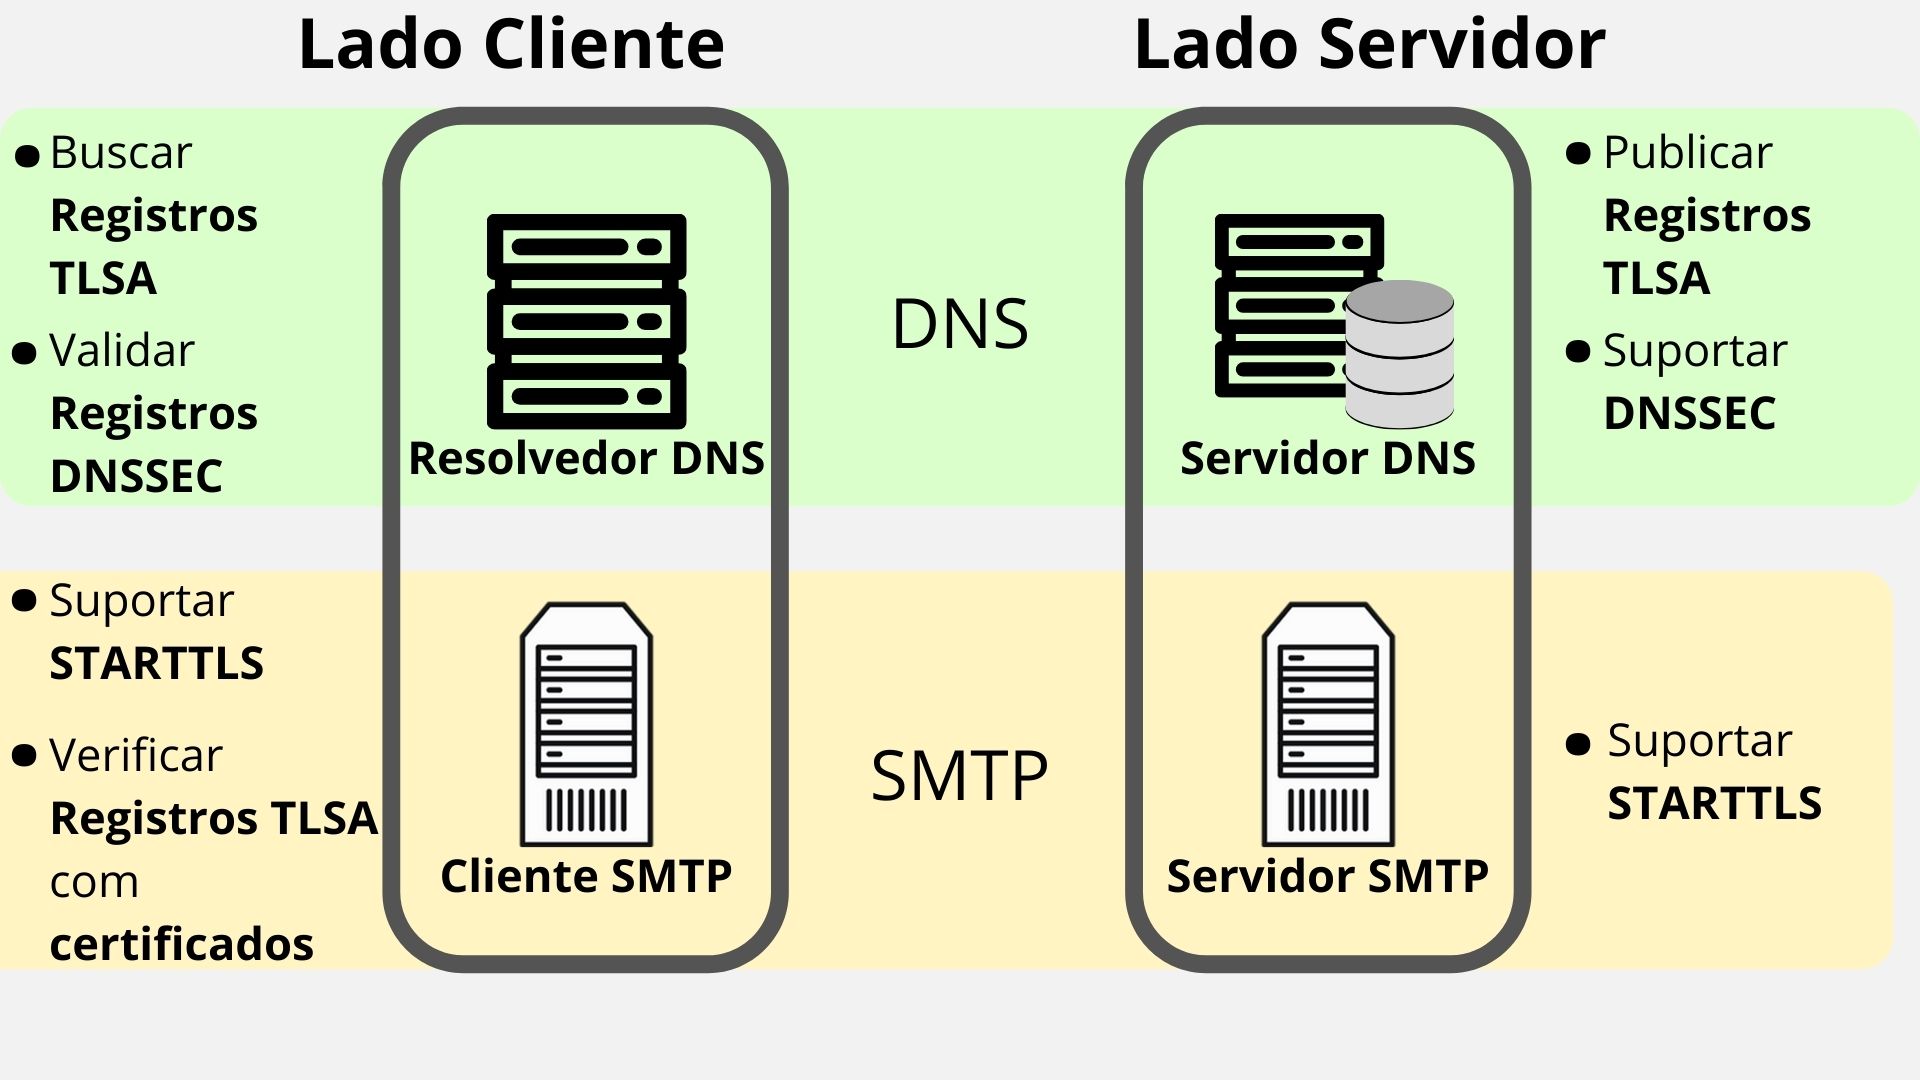 Lado Cliente
Lado Servidor
Buscar
Registros
TLSA
Validar
Registros
DNSSEC
Resolvedor DNS
DNS
Servidor DNS
Publicar
Registros
TLSA
Suportar
DNSSEC
Suportar
STARTTLS
Verificar
Registros TLSA
com
certificados
Cliente SMTP
SMTP
Servidor SMTP
Suportar
STARTTLS